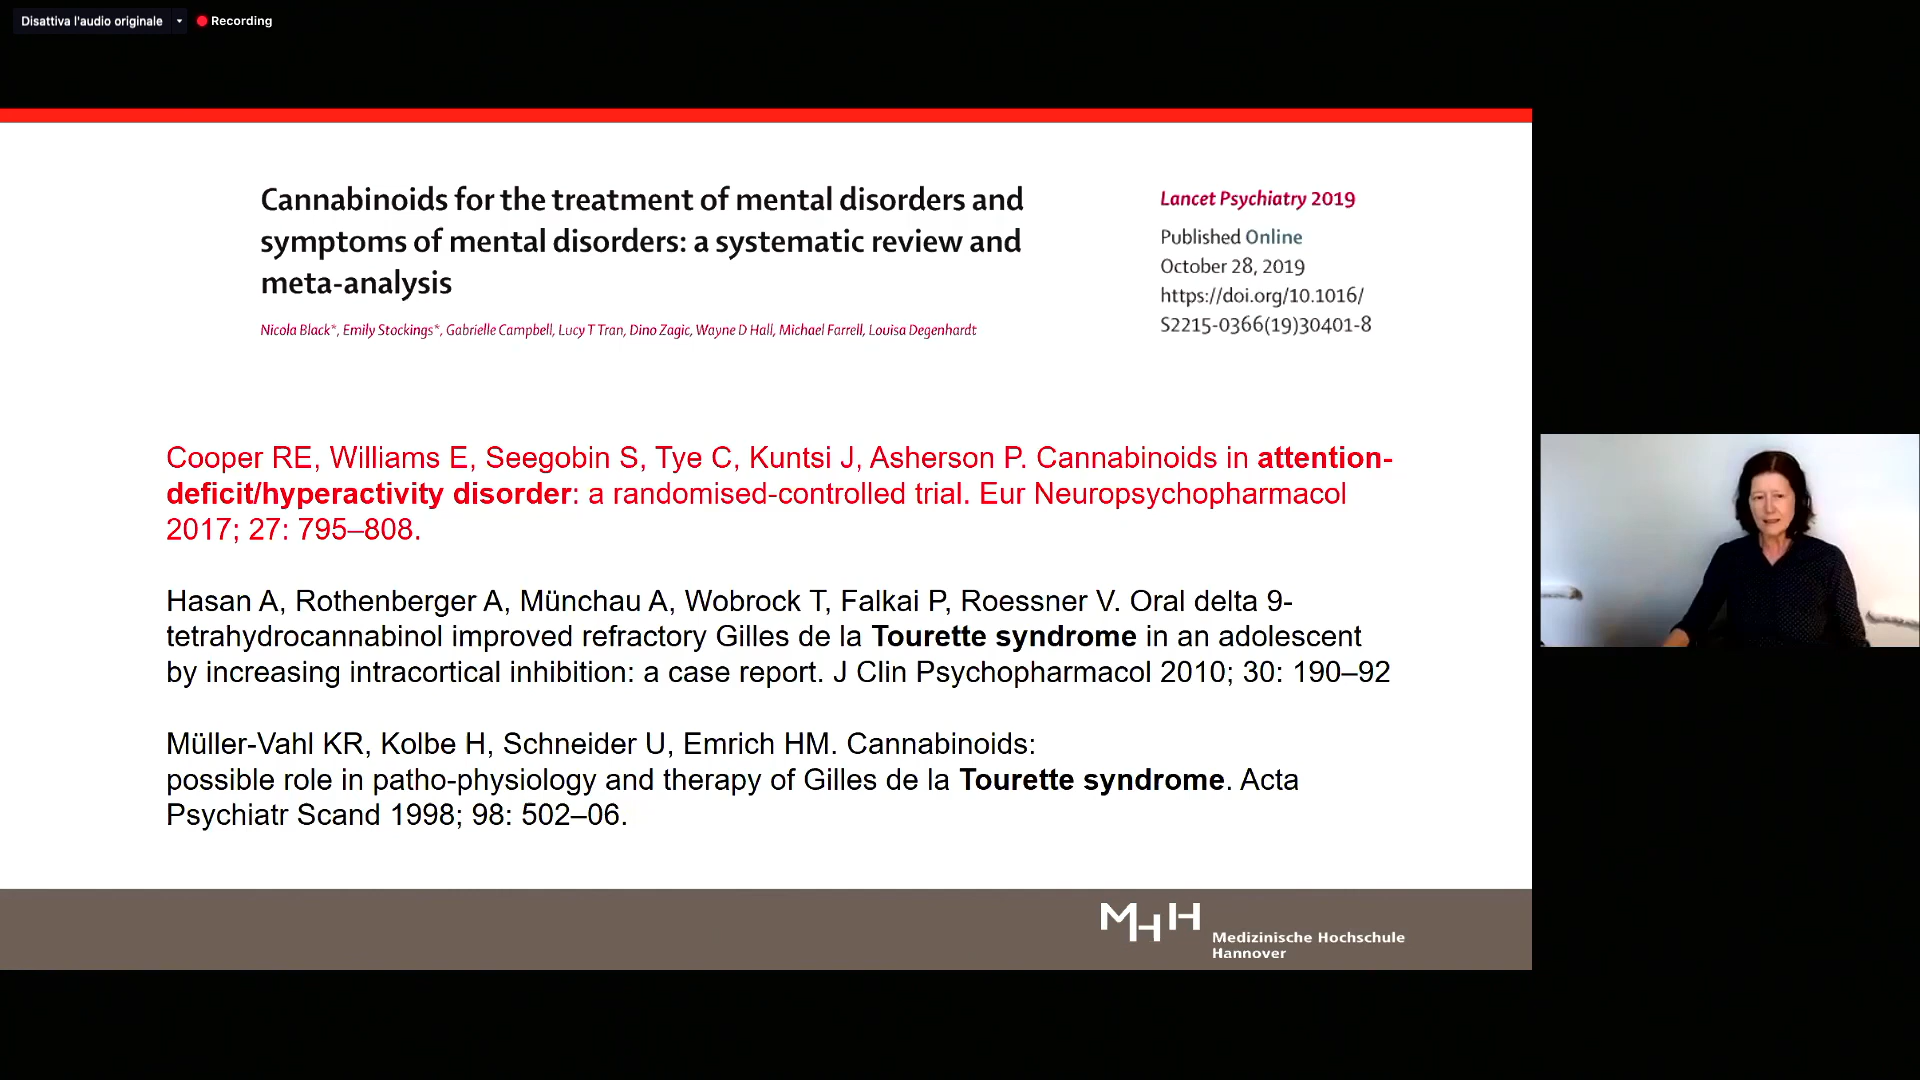 Disattiva l'audio originale
Recording
Cannabinoids for the treatment of mental disorders and
symptoms of mental disorders: a systematic review and
meta-analysis
Nicola Black*, Emily Stockings*, Gabrielle Campbell, Lucy T Tran, Dino Zagic, Wayne D Hall, Michael Farrell, Louisa Degenhardt
Lancet Psychiatry 2019
Published Online
October 28, 2019
https://doi.org/10.1016/
S2215-0366(19)30401-8
Cooper RE, Williams E, Seegobin S, Tye C, Kuntsi J, Asherson P. Cannabinoids in attention-
deficit/hyperactivity disorder: a randomised-controlled trial. Eur Neuropsychopharmacol
2017; 27: 795–808.
Hasan A, Rothenberger A, Münchau A, Wobrock T, Falkai P, Roessner V. Oral delta 9-
tetrahydrocannabinol improved refractory Gilles de la Tourette syndrome in an adolescent
by increasing intracortical inhibition: a case report. J Clin Psychopharmacol 2010; 30: 190–92
Müller-Vahl KR, Kolbe H, Schneider U, Emrich HM. Cannabinoids:
possible role in patho-physiology and therapy of Gilles de la Tourette syndrome. Acta
Psychiatr Scand 1998; 98: 502–06.
MHH
Medizinische Hochschule
Hannover